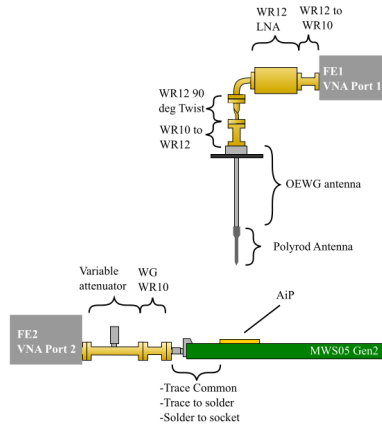 WR12
LNA
WR12 to
WR10
FE1
VNA Port 1
WR12 90
deg Twist
WR10 to
WR12
OEWG antenna
Polyrod Antenna
Variable
attenuator
WG
WR10
AiP
FE2
VNA Port 2
MWS05 Gen2
-Trace Common
-Trace to solder
-Solder to socket